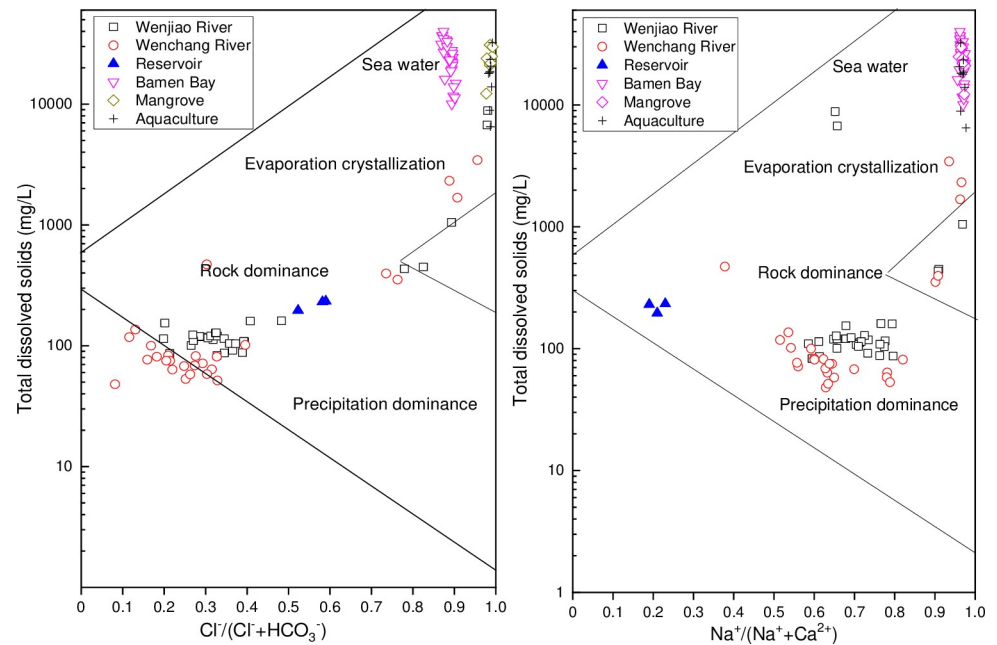 Wenjiao River
Wenchang River
Reservoir
Bamen Bay
Mangrove
Aquaculture
Sea water
Evaporation crystallization
Rock dominance
Precipitation dominance
Total dissolved solids (mg/L)
10000
1000
100
10
0 0.1 0.2 0.3 0.4 0.5 0.6 0.7 0.8 0.9 1.0
Cl⁻/(Cl⁻+HCO₃⁻)
Wenjiao River
Wenchang River
Reservoir
Bamen Bay
Mangrove
Aquaculture
Sea water
Evaporation crystallization
Rock dominance
Precipitation dominance
Total dissolved solids (mg/L)
10000
1000
100
10
1
0 0.1 0.2 0.3 0.4 0.5 0.6 0.7 0.8 0.9 1.0
Na⁺/(Na⁺+Ca²⁺)